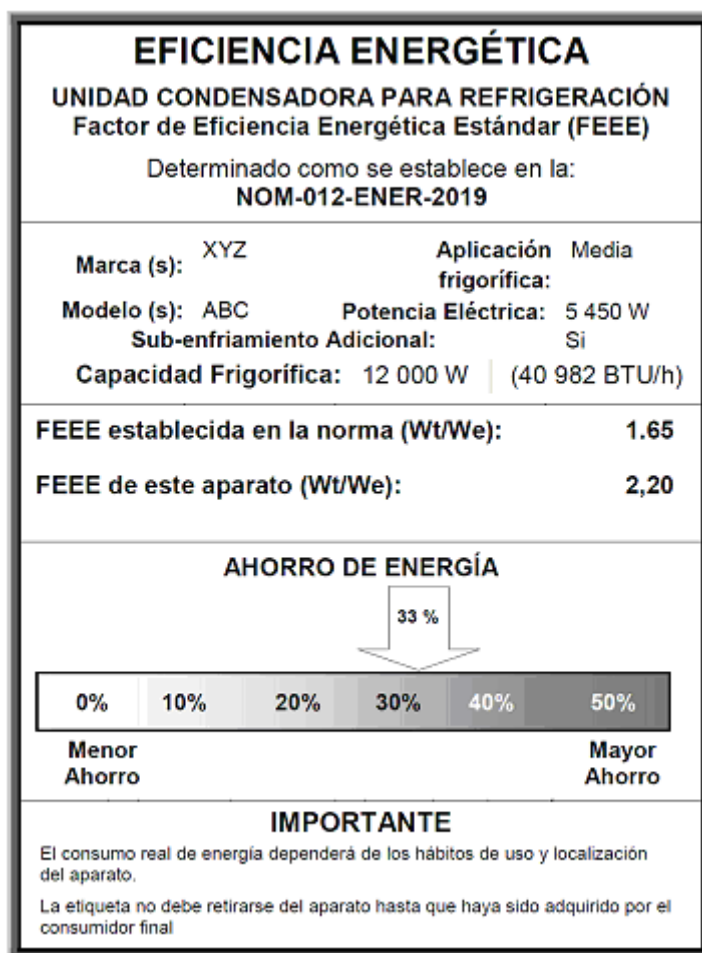 EFICIENCIA ENERGÉTICA
UNIDAD CONDENSADORA PARA REFRIGERACIÓN
Factor de Eficiencia Energética Estándar (FEEE)
Determinado como se establece en la:
NOM-012-ENER-2019
Marca (s): XYZ Aplicación frigorífica: Media
Modelo (s): ABC Potencia Eléctrica: 5 450 W
Sub-enfriamiento Adicional: Si
Capacidad Frigorífica: 12 000 W (40 982 BTU/h)
FEEE establecida en la norma (Wt/We): 1.65
FEEE de este aparato (Wt/We): 2,20
AHORRO DE ENERGÍA
33 %
0% 10% 20% 30% 40% 50%
Menor Ahorro
Mayor Ahorro
IMPORTANTE
El consumo real de energía dependerá de los hábitos de uso y localización
del aparato.
La etiqueta no debe retirarse del aparato hasta que haya sido adquirido por el
consumidor final